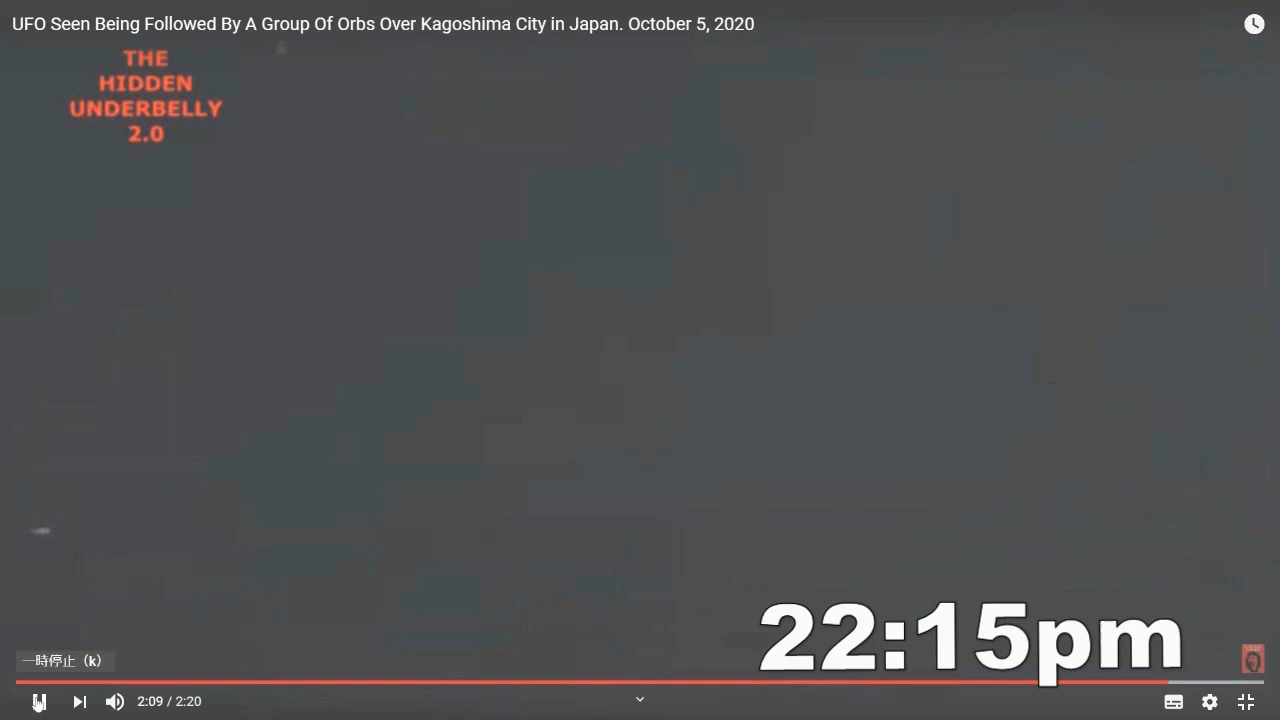 UFO Seen Being Followed By A Group Of Orbs Over Kagoshima City in Japan. October 5, 2020
THE
HIDDEN
UNDERBELLY
2.0
22:15pm
一時停止（k）
2:09 / 2:20